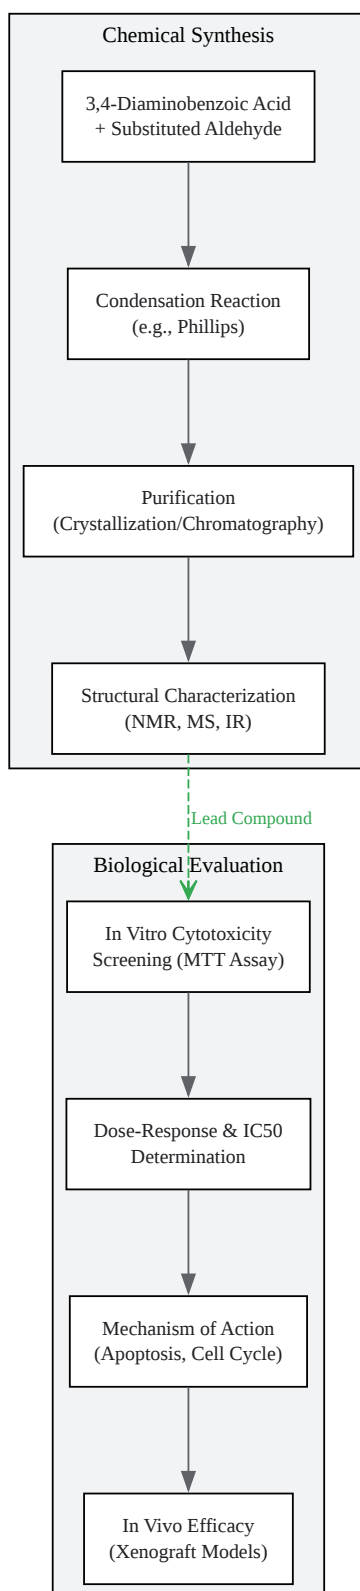 Chemical Synthesis
3,4-Diaminobenzoic Acid
+ Substituted Aldehyde
Condensation Reaction
(e.g., Phillips)
Purification
(Crystallization/Chromatography)
Structural Characterization
(NMR, MS, IR)
Lead Compound
Biological Evaluation
In Vitro Cytotoxicity
Screening (MTT Assay)
Dose-Response & IC50
Determination
Mechanism of Action
(Apoptosis, Cell Cycle)
In Vivo Efficacy
(Xenograft Models)